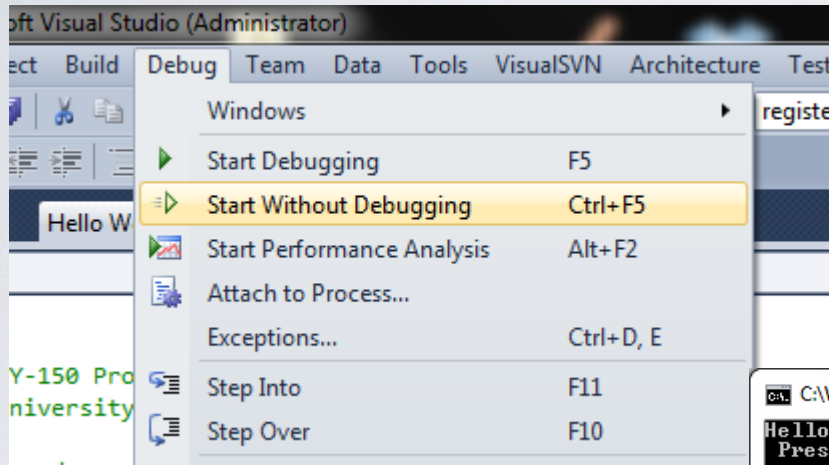 oft Visual Studio (Administrator)
ect Build Debug Team Data Tools VisualSVN Architecture Test
Windows
registe
Start Debugging F5
Start Without Debugging Ctrl+F5
Hello W
Start Performance Analysis Alt+F2
Attach to Process...
Exceptions... Ctrl+D, E
Y-150 Pro
Step Into F11
C:\
niversity
Step Over F10
Hello
Pres